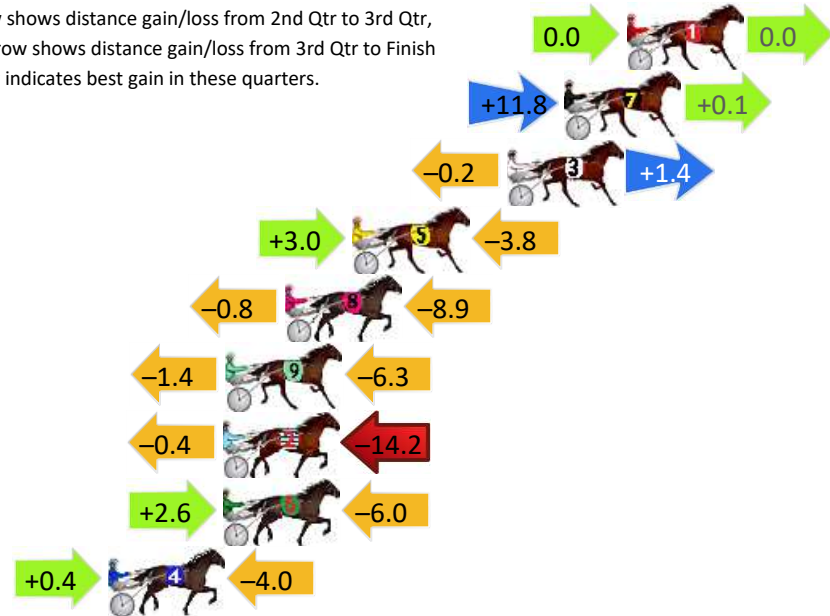 shows distance gain/loss from 2nd Qtr to 3rd Qtr,
row shows distance gain/loss from 3rd Qtr to Finish
indicates best gain in these quarters.
0.0 1 0.0
+11.8 7 +0.1
–0.2 3 +1.4
+3.0 5 –3.8
–0.8 8 –8.9
–1.4 9 –6.3
–0.4 –14.2
+2.6 6 –6.0
+0.4 4 –4.0